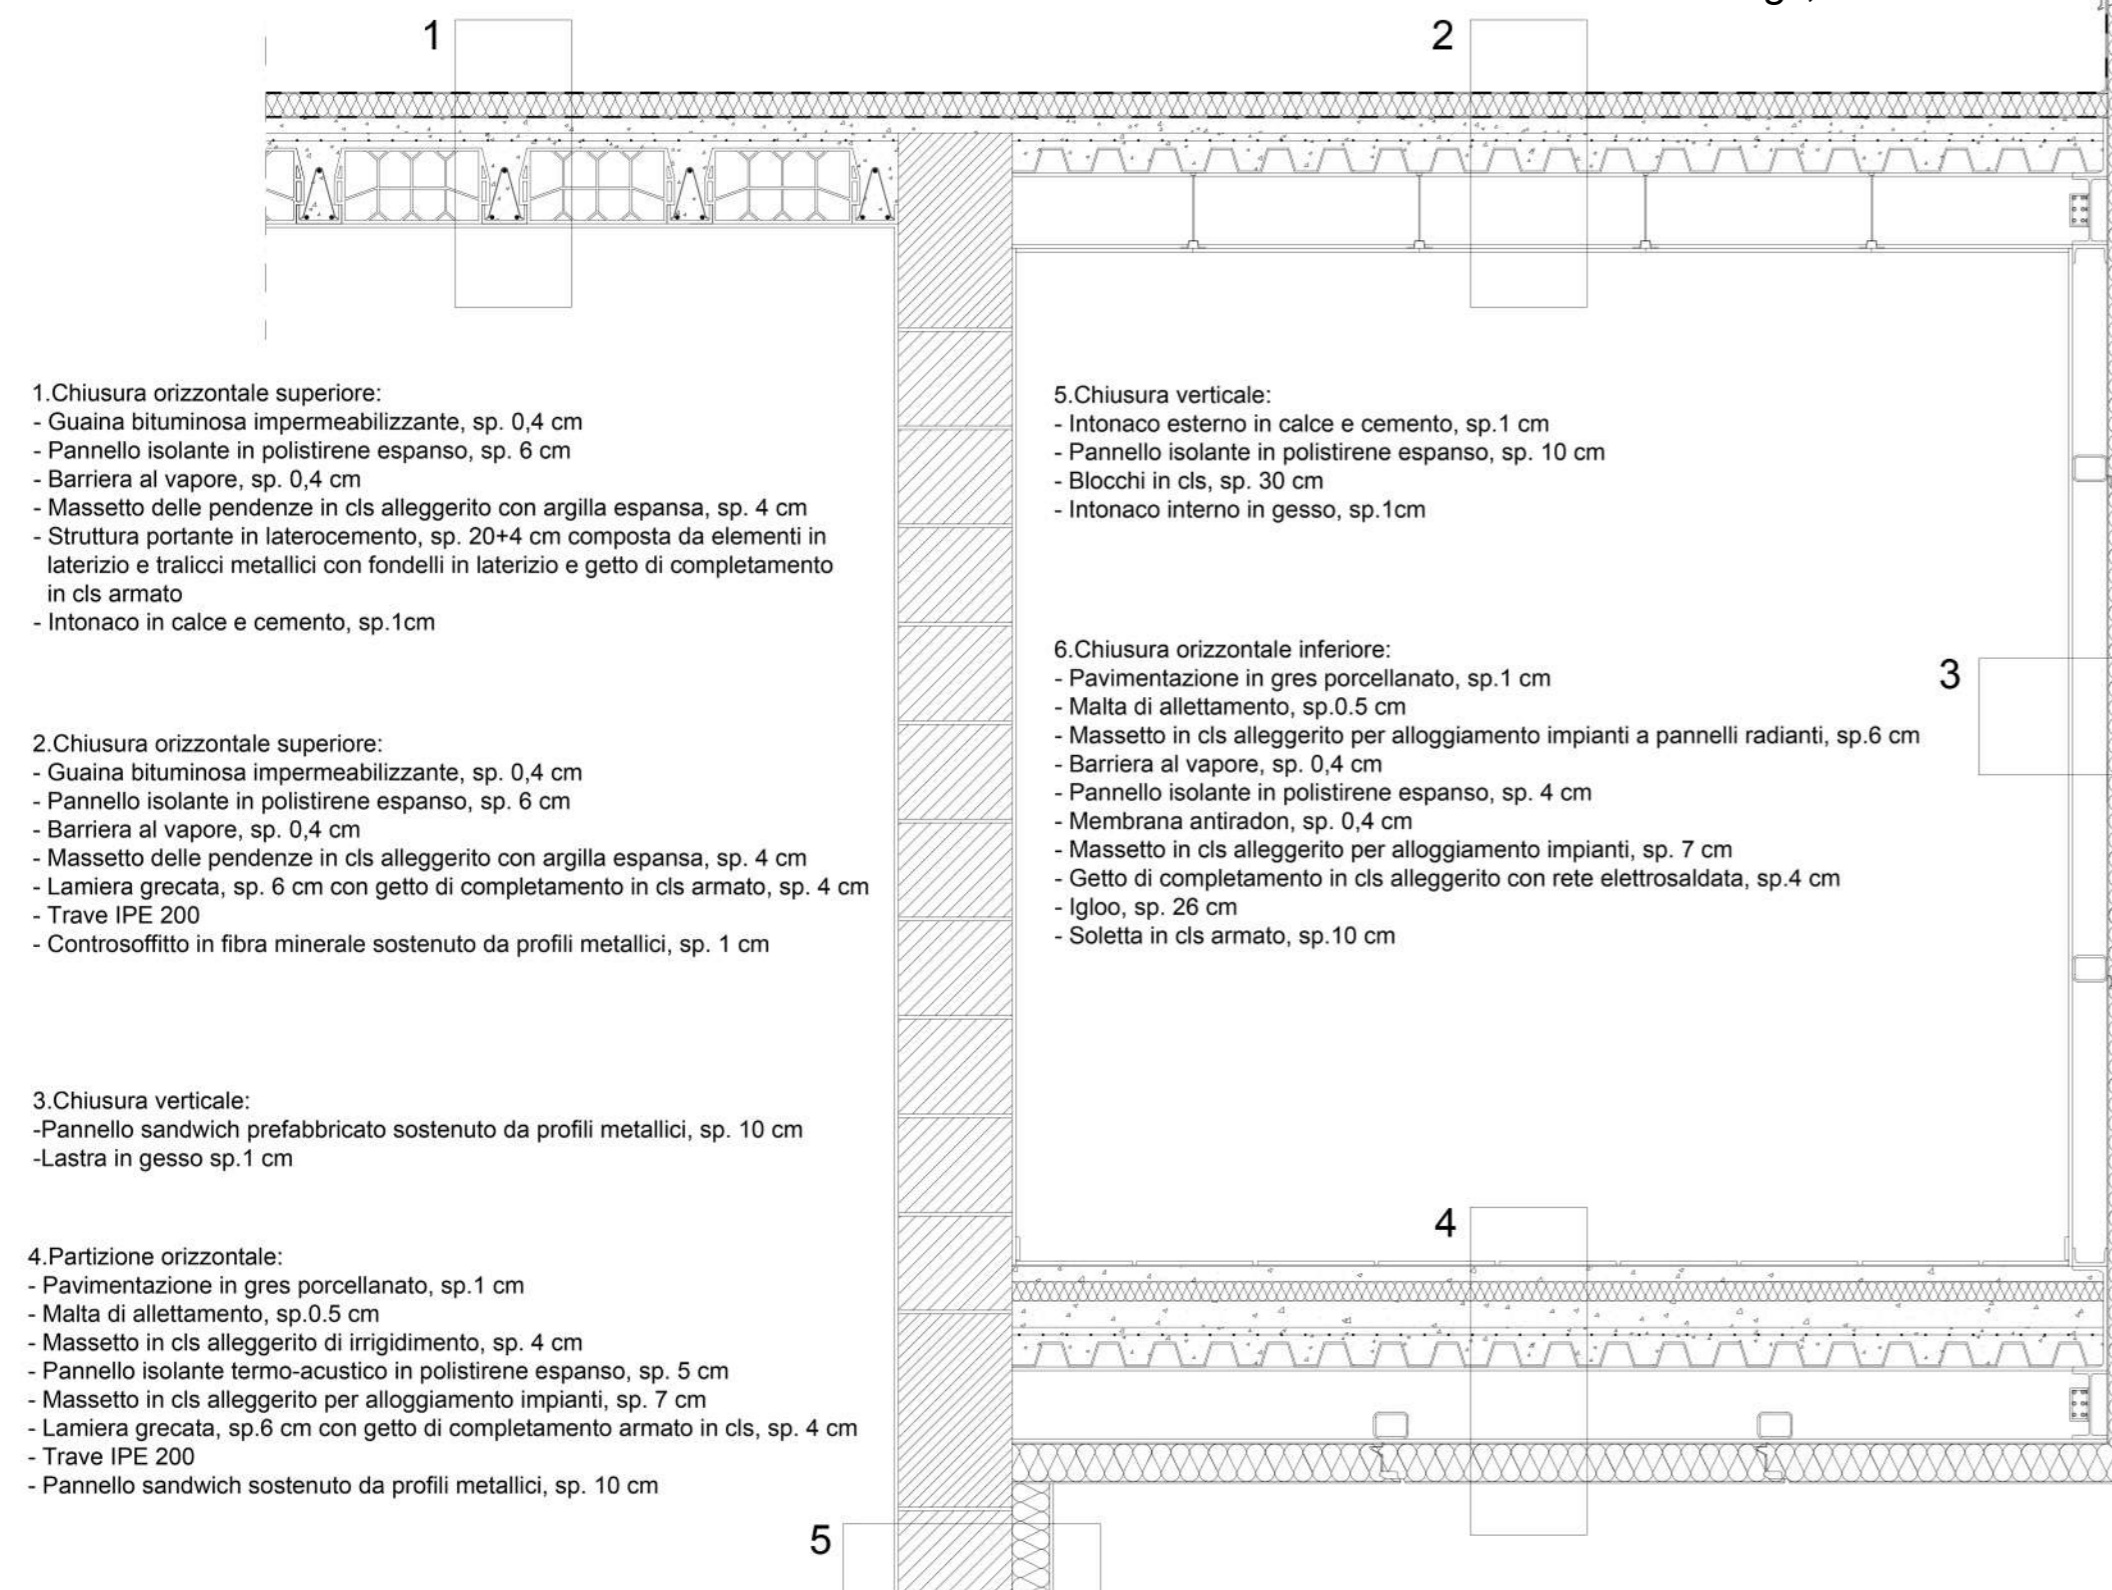 1
2
1.Chiusura orizzontale superiore:
- Guaina bituminosa impermeabilizzante, sp. 0,4 cm
- Pannello isolante in polistirene espanso, sp. 6 cm
- Barriera al vapore, sp. 0,4 cm
- Massetto delle pendenze in cls alleggerito con argilla espansa, sp. 4 cm
- Struttura portante in laterocemento, sp. 20+4 cm composta da elementi in
laterizio e tralicci metallici con fondelli in laterizio e getto di completamento
in cls armato
- Intonaco in calce e cemento, sp.1cm
2.Chiusura orizzontale superiore:
- Guaina bituminosa impermeabilizzante, sp. 0,4 cm
- Pannello isolante in polistirene espanso, sp. 6 cm
- Barriera al vapore, sp. 0,4 cm
- Massetto delle pendenze in cls alleggerito con argilla espansa, sp. 4 cm
- Lamiera grecata, sp. 6 cm con getto di completamento in cls armato, sp. 4 cm
- Trave IPE 200
- Controsoffitto in fibra minerale sostenuto da profili metallici, sp. 1 cm
3.Chiusura verticale:
-Pannello sandwich prefabbricato sostenuto da profili metallici, sp. 10 cm
-Lastra in gesso sp.1 cm
4.Partizione orizzontale:
- Pavimentazione in gres porcellanato, sp.1 cm
- Malta di allettamento, sp.0.5 cm
- Massetto in cls alleggerito di irrigidimento, sp. 4 cm
- Pannello isolante termo-acustico in polistirene espanso, sp. 5 cm
- Massetto in cls alleggerito per alloggiamento impianti, sp. 7 cm
- Lamiera grecata, sp.6 cm con getto di completamento armato in cls, sp. 4 cm
- Trave IPE 200
- Pannello sandwich sostenuto da profili metallici, sp. 10 cm
5.Chiusura verticale:
- Intonaco esterno in calce e cemento, sp.1 cm
- Pannello isolante in polistirene espanso, sp. 10 cm
- Blocchi in cls, sp. 30 cm
- Intonaco interno in gesso, sp.1cm
6.Chiusura orizzontale inferiore:
- Pavimentazione in gres porcellanato, sp.1 cm
- Malta di allettamento, sp.0.5 cm
- Massetto in cls alleggerito per alloggiamento impianti a pannelli radianti, sp.6 cm
- Barriera al vapore, sp. 0,4 cm
- Pannello isolante in polistirene espanso, sp. 4 cm
- Membrana antiradon, sp. 0,4 cm
- Massetto in cls alleggerito per alloggiamento impianti, sp. 7 cm
- Getto di completamento in cls alleggerito con rete elettrosaldata, sp.4 cm
- Igloo, sp. 26 cm
- Soletta in cls armato, sp.10 cm
3
4
5